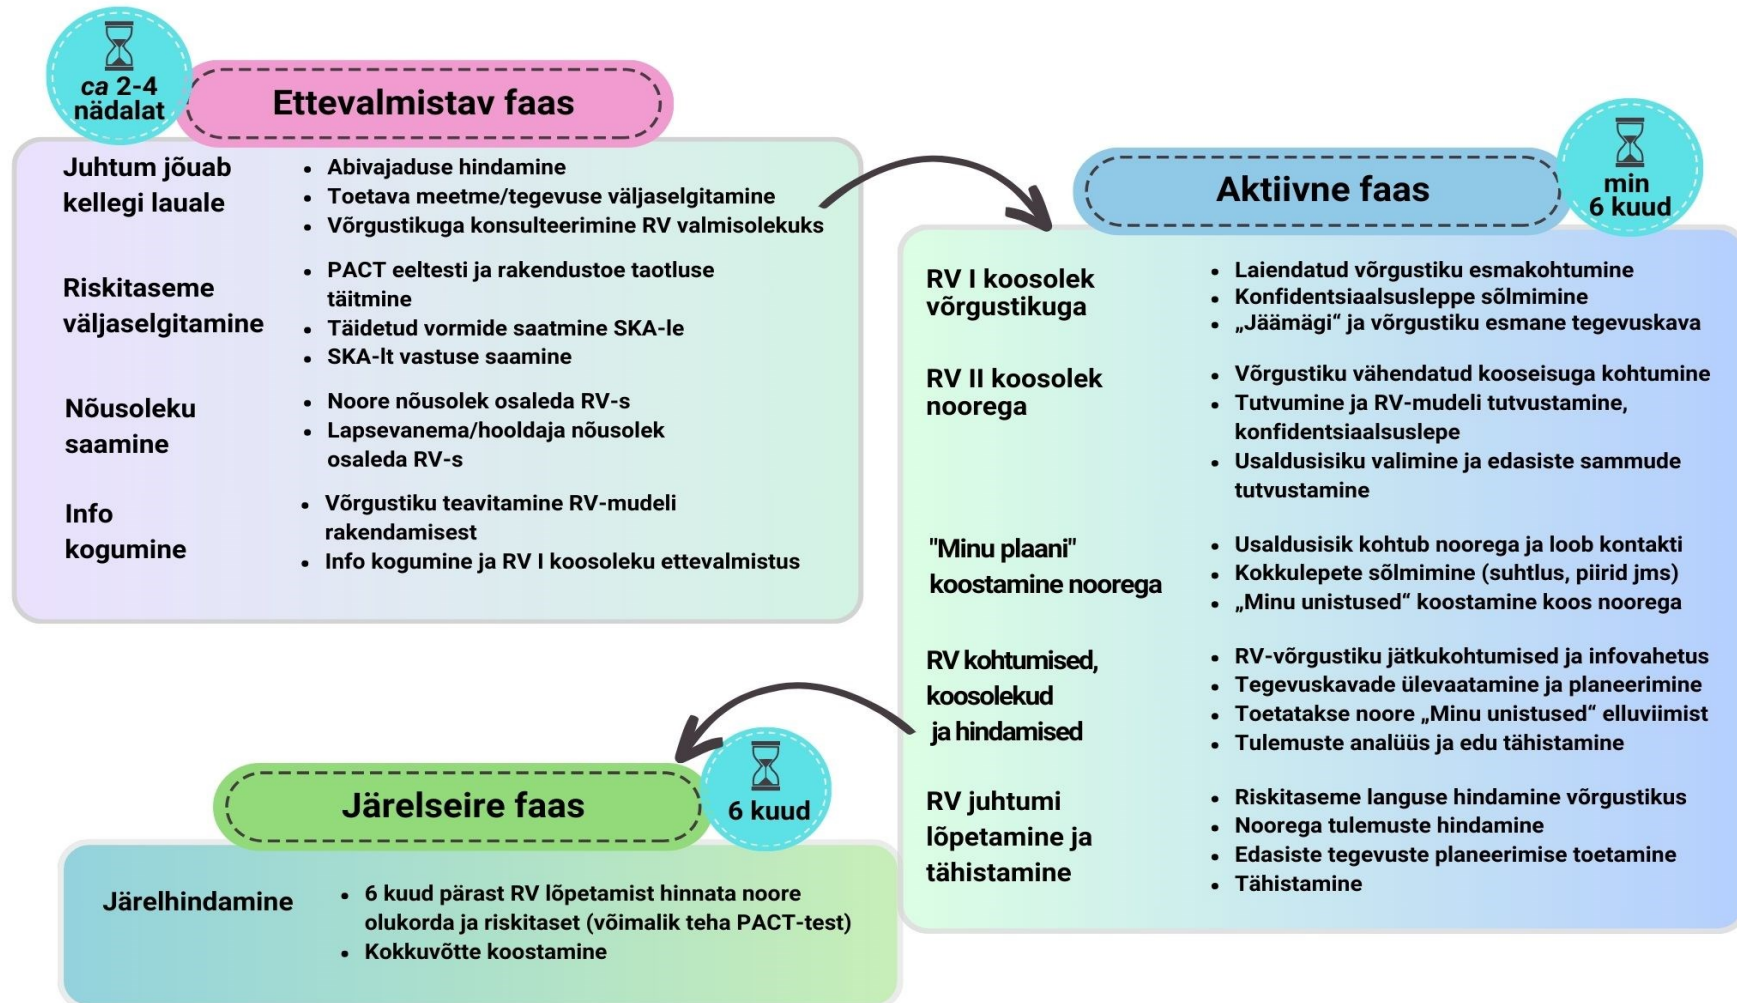 ca 2-4
nädalat
Ettevalmistav faas
Juhtum jõuab
kellegi lauale
• Abivajaduse hindamine
• Toetava meetme/tegevuse väljaselgitamine
• Võrgustikuga konsulteerimine RV valmisolekuks
Riskitaseme
väljaselgitamine
• PACT eeltesti ja rakendustoe taotluse
täitmine
• Täidetud vormide saatmine SKA-le
• SKA-lt vastuse saamine
Nõusoleku
saamine
• Noore nõusolek osaleda RV-s
• Lapsevanema/hooldaja nõusolek
osaleda RV-s
Info
kogumine
• Võrgustiku teavitamine RV-mudeli
rakendamisest
• Info kogumine ja RV I koosoleku ettevalmistus
Aktiivne faas
min
6 kuud
RV I koosolek
võrgustikuga
• Laiendatud võrgustiku esmakohtumine
• Konfidentsiaalsusleppe sõlmimine
• „Jäämägi“ ja võrgustiku esmane tegevuskava
RV II koosolek
noorega
• Võrgustiku vähendatud kooseisuga kohtumine
• Tutvumine ja RV-mudeli tutvustamine,
konfidentsiaalsuslepe
• Usaldusisiku valimine ja edasiste sammude
tutvustamine
"Minu plaani"
koostamine noorega
• Usaldusisik kohtub noorega ja loob kontakti
• Kokkulepete sõlmimine (suhtlus, piirid jms)
• „Minu unistused“ koostamine koos noorega
RV kohtumised,
koosolekud
ja hindamised
• RV-võrgustiku jätkukohtumised ja infovahetus
• Tegevuskavade ülevaatamine ja planeerimine
• Toetatakse noore „Minu unistused“ elluviimist
• Tulemuste analüüs ja edu tähistamine
RV juhtumi
lõpetamine ja
tähistamine
• Riskitaseme languse hindamine võrgustikus
• Noorega tulemuste hindamine
• Edasiste tegevuste planeerimise toetamine
• Tähistamine
Järelseire faas
6 kuud
Järelhindamine
• 6 kuud pärast RV lõpetamist hinnata noore
olukorda ja riskitaset (võimalik teha PACT-test)
• Kokkuvõtte koostamine